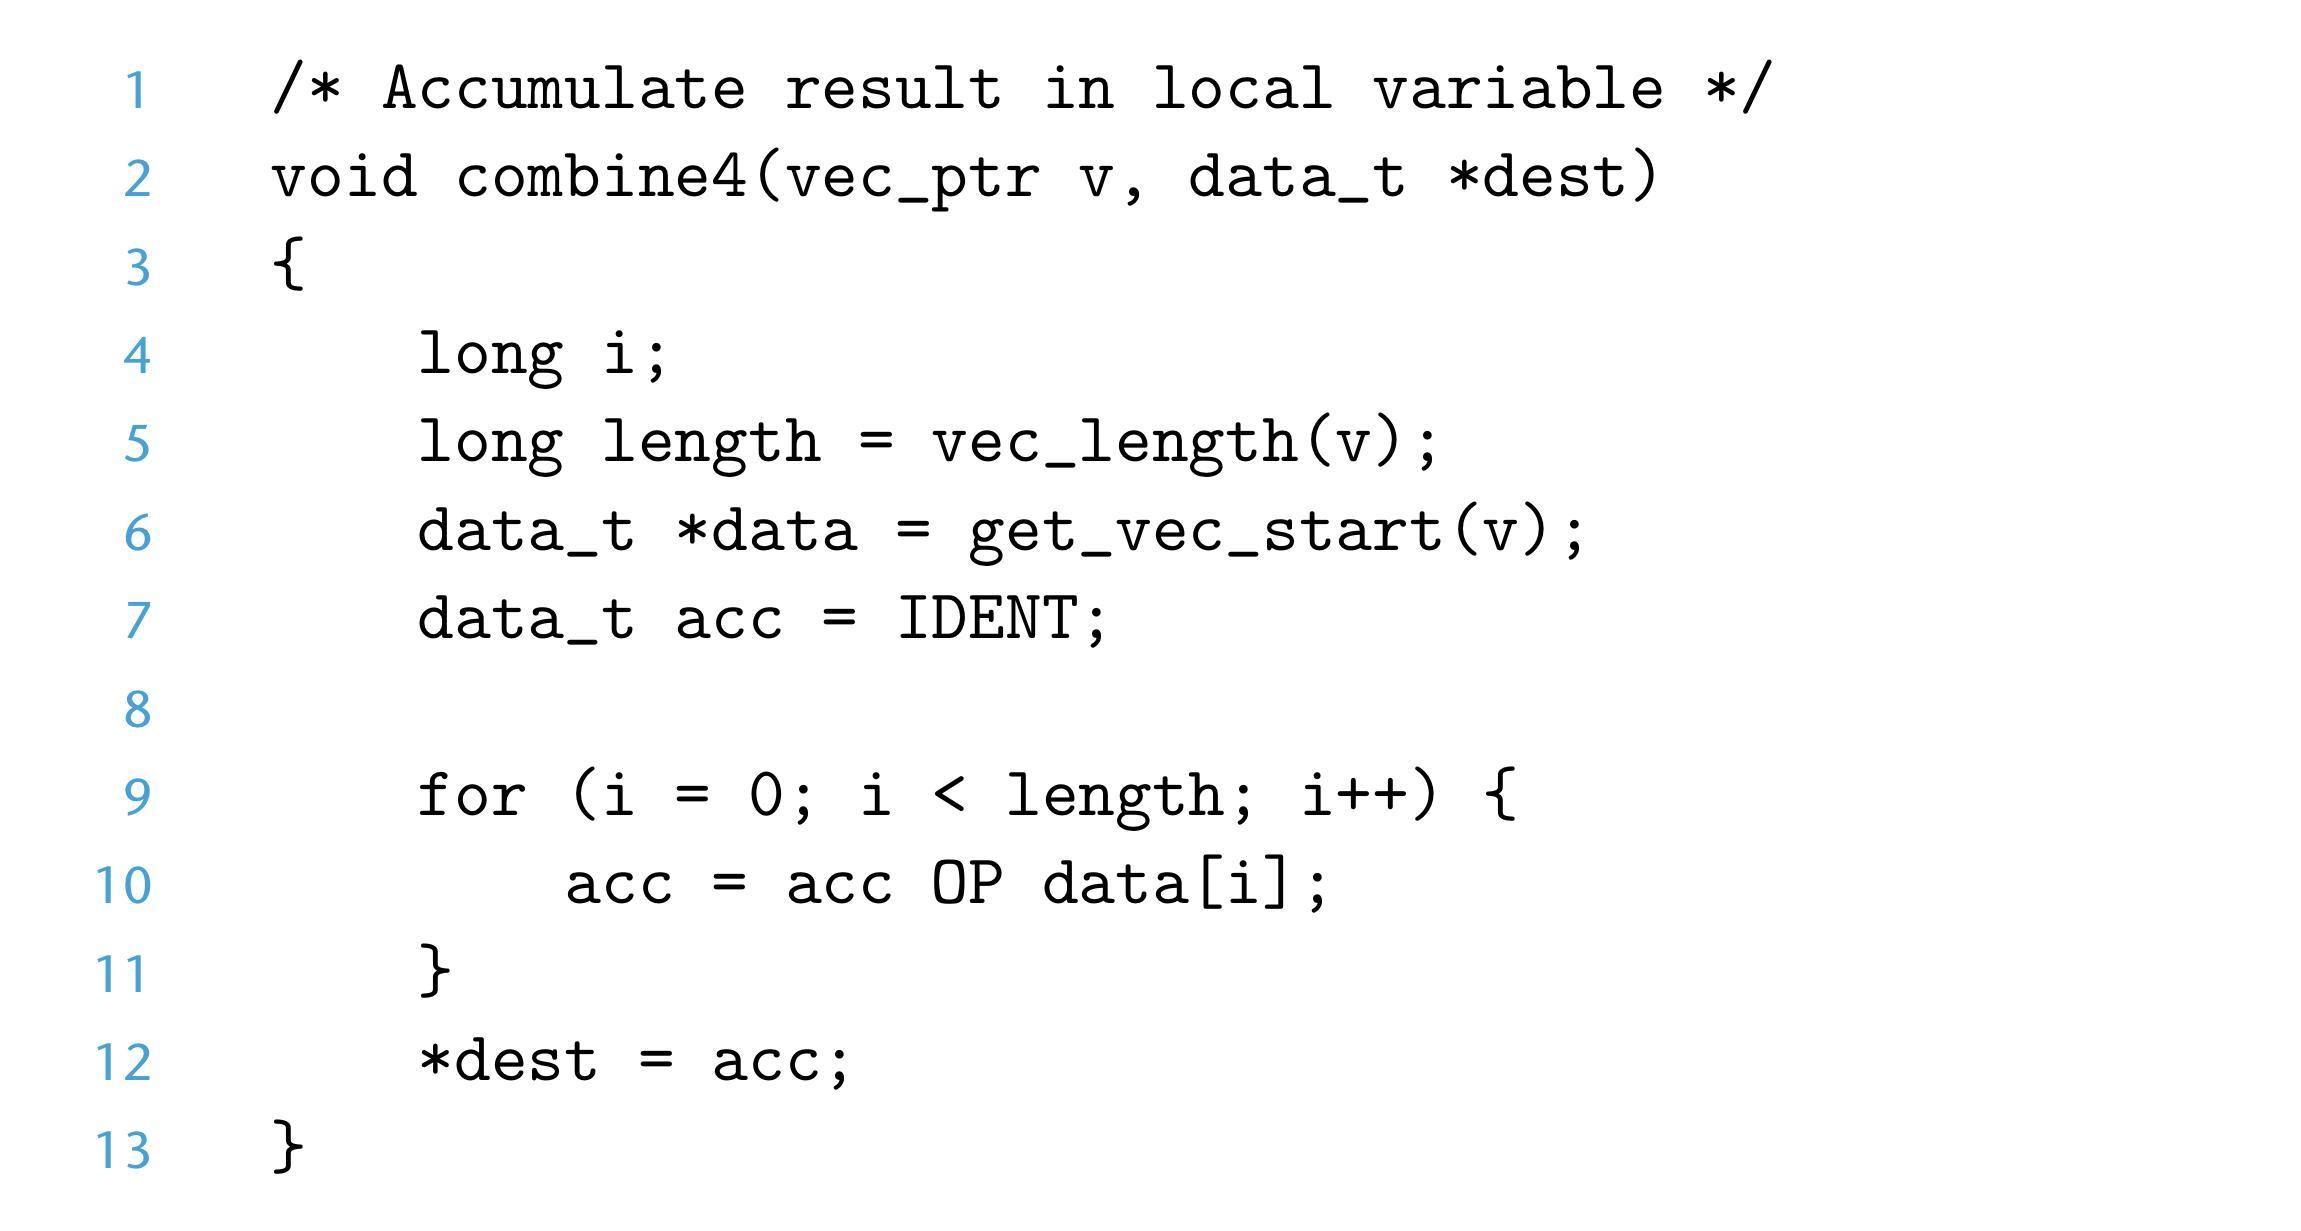 1 /* Accumulate result in local variable */
2 void combine4(vec_ptr v, data_t *dest)
3 {
4     long i;
5     long length = vec_length(v);
6     data_t *data = get_vec_start(v);
7     data_t acc = IDENT;
8
9     for (i = 0; i < length; i++) {
10         acc = acc OP data[i];
11     }
12     *dest = acc;
13 }